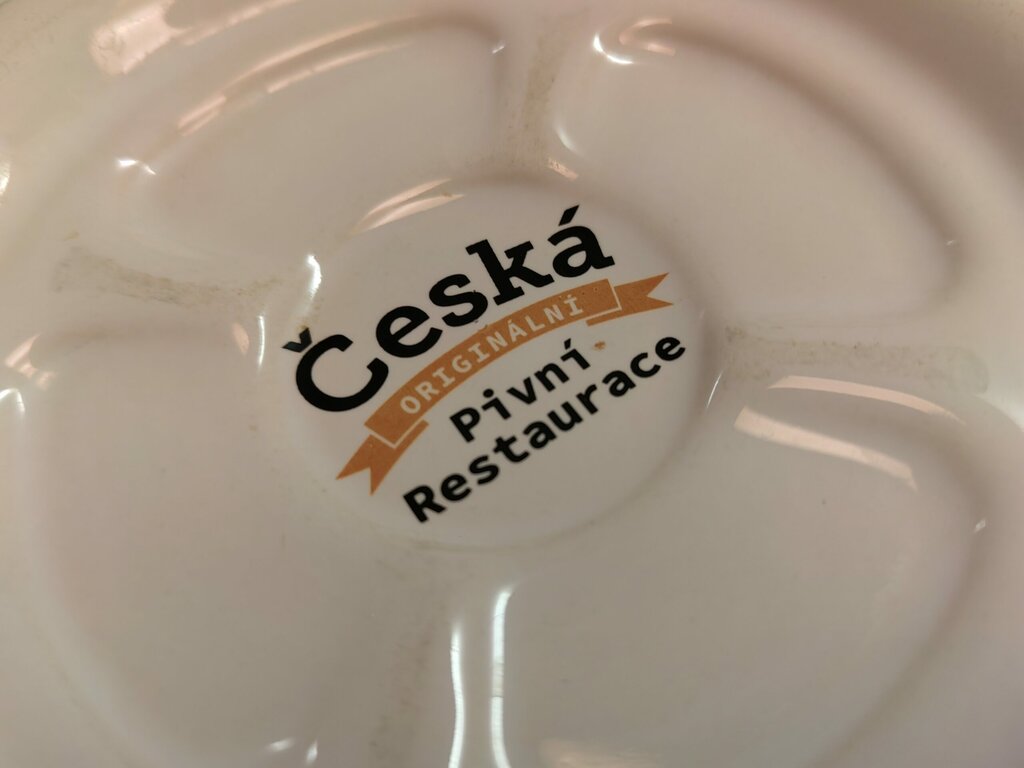 Česká
ORIGINÁLNÍ
Pivní
Restaurace